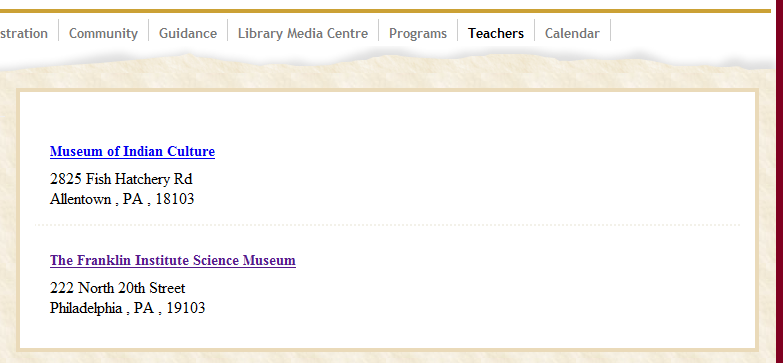 stration Community Guidance Library Media Centre Programs Teachers Calendar
Museum of Indian Culture
2825 Fish Hatchery Rd
Allentown , PA , 18103
The Franklin Institute Science Museum
222 North 20th Street
Philadelphia , PA , 19103